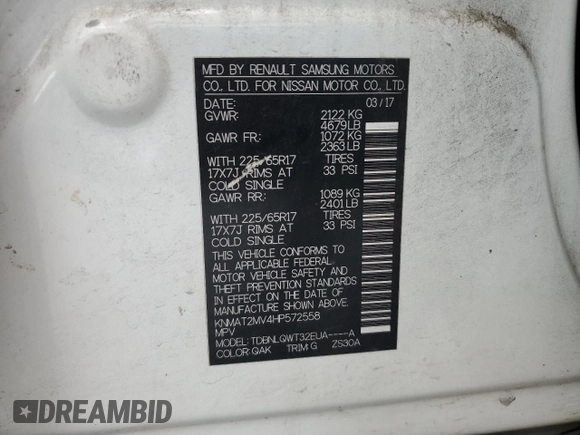 MFD BY RENAULT SAMSUNG MOTORS
CO., LTD. FOR NISSAN MOTOR CO., LTD.
DATE: 03/17
GVWR: 2122 KG
4679 LB
GAWR FR: 1072 KG
2363 LB
WITH 225/65R17 TIRES
17X7J RIMS AT 33 PSI
COLD SINGLE
GAWR RR: 1089 KG
2401 LB
WITH 225/65R17 TIRES
17X7J RIMS AT 33 PSI
COLD SINGLE
THIS VEHICLE CONFORMS TO
ALL APPLICABLE FEDERAL
MOTOR VEHICLE SAFETY AND
THEFT PREVENTION STANDARDS
IN EFFECT ON THE DATE OF
MANUFACTURE SHOWN ABOVE.
KNMAT2MV4HP572558
MPV
MODEL: TDBNLQWT32EUA----A
COLOR: QAK TRIM G ZS30A
DREAMBID